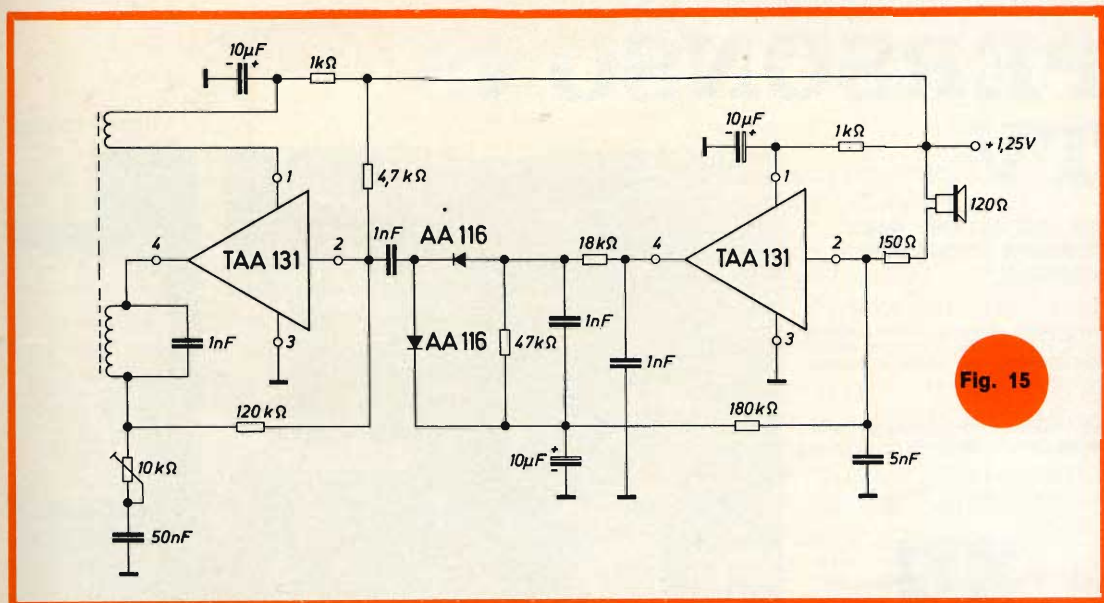 10µF
- +
1kΩ
10µF
- +
1kΩ
+1,25V
1
4,7kΩ
1
120Ω
4
TAA 131
2
1nF
AA 116
18kΩ
4
TAA 131
2
150Ω
1nF
3
AA 116
47kΩ
1nF
1nF
3
Fig. 15
120kΩ
180kΩ
10kΩ
10µF
+
-
5nF
50nF